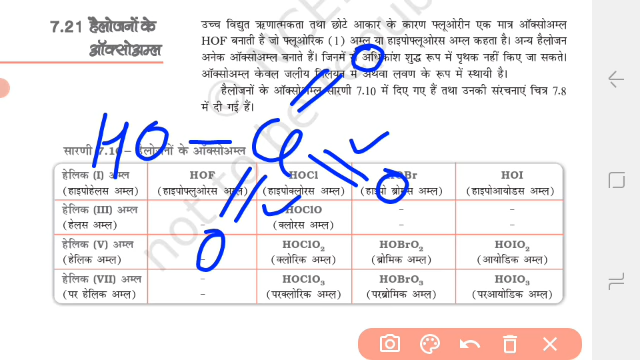 7.21 हैलोजनों के
ऑक्सोअम्ल
उच्च विद्युत ऋणात्मकता तथा छोटे आकार के कारण फ्लूओरीन एक मात्र ऑक्सोअम्ल
HOF बनाती है जो फ्लूओरिक (1) अम्ल या हाइपोफ्लूओरस अम्ल कहता है। अन्य हैलोजन
अनेक ऑक्सोअम्ल बनाते हैं। जिनमें से अधिकांश शुद्ध रूप में पृथक नहीं किए जा सकते।
ऑक्सोअम्ल केवल जलीय विलयन में अथवा लवण के रूप में स्थायी है।
हैलोजनों के ऑक्सोअम्ल सारणी 7.10 में दिए गए हैं तथा उनकी संरचनाएं चित्र 7.8
में दी गई हैं।
O
HO – Cl
O
O
सारणी 7.10 – हैलोजनों के ऑक्सोअम्ल
हेलिक (I) अम्ल HOF HOCl HOBr HOI
(हाइपोहेलस अम्ल) (हाइपोफ्लुओरस अम्ल) (हाइपोक्लोरस अम्ल) (हाइपो ब्रोमस अम्ल) (हाइपोआयोडस अम्ल)
हेलिक (III) अम्ल – HOClO – –
(हेलस अम्ल) – (क्लोरस अम्ल) – –
हेलिक (V) अम्ल – HOClO₂ HOBrO₂ HOIO₂
(हेलिक अम्ल) – (क्लोरिक अम्ल) (ब्रोमिक अम्ल) (आयोडिक अम्ल)
हेलिक (VII) अम्ल – HOClO₃ HOBrO₃ HOIO₃
(पर हेलिक अम्ल) – (परक्लोरिक अम्ल) (परब्रोमिक अम्ल) (परआयोडिक अम्ल)